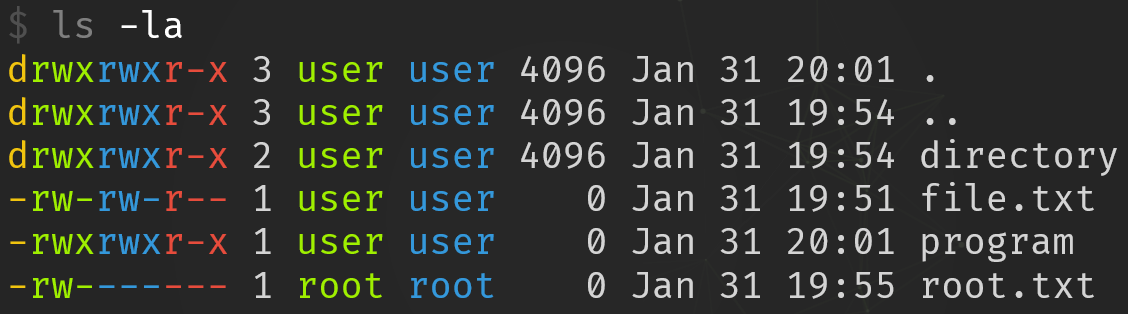 $ ls -la
drwxrwxr-x 3 user user 4096 Jan 31 20:01 .
drwxrwxr-x 3 user user 4096 Jan 31 19:54 ..
drwxrwxr-x 2 user user 4096 Jan 31 19:54 directory
-rw-rw-r-- 1 user user    0 Jan 31 19:51 file.txt
-rwxrwxr-x 1 user user    0 Jan 31 20:01 program
-rw------- 1 root root    0 Jan 31 19:55 root.txt